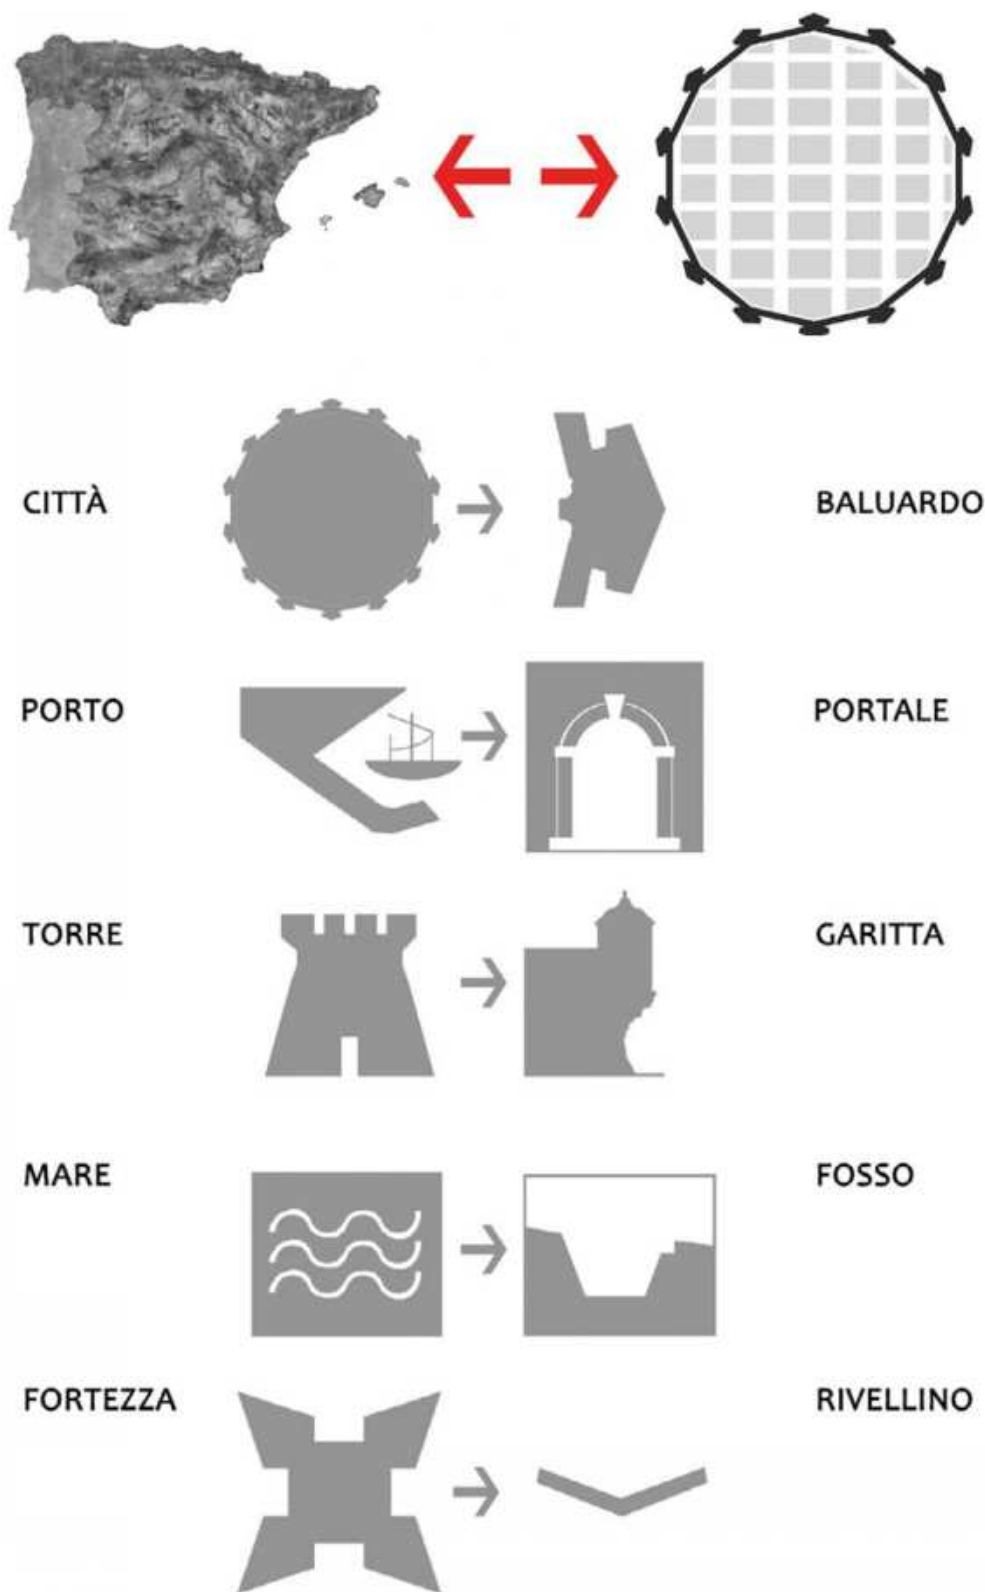 CITTÀ
BALUARDO
PORTO
PORTALE
TORRE
GARITTA
MARE
FOSSO
FORTEZZA
RIVELLINO